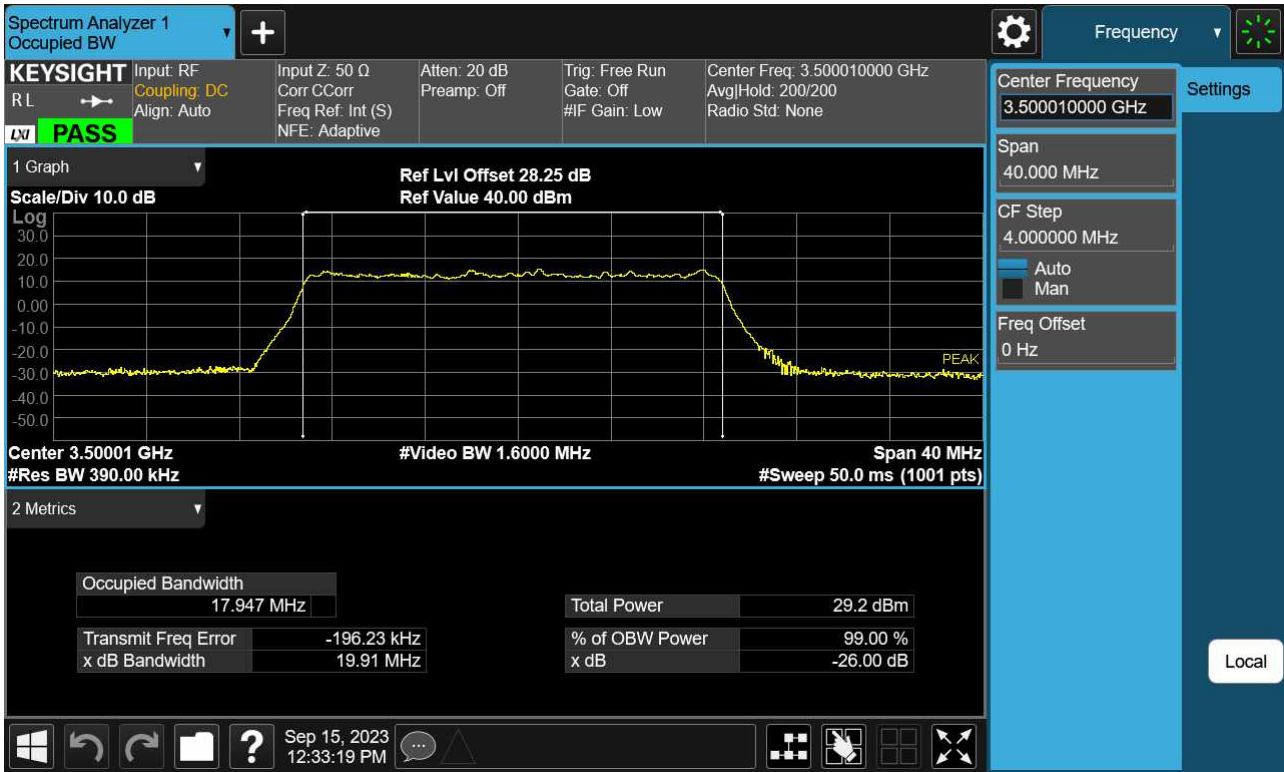 Spectrum Analyzer 1
Occupied BW
▼
+
Frequency
▼
KEYSIGHT
R L
LXI
PASS
Input: RF
Coupling: DC
Align: Auto
Input Z: 50 Ω
Corr CCorr
Freq Ref: Int (S)
NFE: Adaptive
Atten: 20 dB
Preamp: Off
Trig: Free Run
Gate: Off
#IF Gain: Low
Center Freq: 3.500010000 GHz
Avg|Hold: 200/200
Radio Std: None
Center Frequency
3.500010000 GHz
Settings
Span
40.000 MHz
CF Step
4.000000 MHz
Auto
Man
Freq Offset
0 Hz
Local
1 Graph
▼
Scale/Div 10.0 dB
Ref Lvl Offset 28.25 dB
Ref Value 40.00 dBm
Log
30.0
20.0
10.0
0.00
-10.0
-20.0
-30.0
-40.0
-50.0
PEAK
Center 3.50001 GHz
#Res BW 390.00 kHz
#Video BW 1.6000 MHz
Span 40 MHz
#Sweep 50.0 ms (1001 pts)
2 Metrics
▼
Occupied Bandwidth
17.947 MHz
Total Power 29.2 dBm
Transmit Freq Error -196.23 kHz
% of OBW Power 99.00 %
x dB Bandwidth 19.91 MHz
x dB -26.00 dB
?
Sep 15, 2023
12:33:19 PM